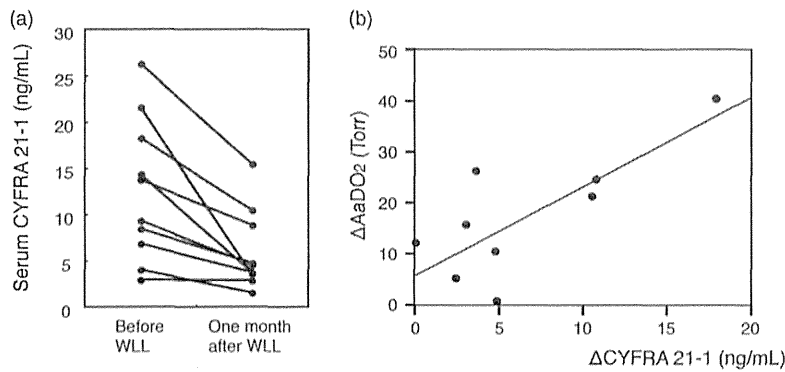 (a)
Serum CYFRA 21-1 (ng/mL)
30
25
20
15
10
5
0
Before
WLL
One month
after WLL
(b)
ΔAaDO2 (Torr)
50
40
30
20
10
0
0
5
10
15
20
ΔCYFRA 21-1 (ng/mL)